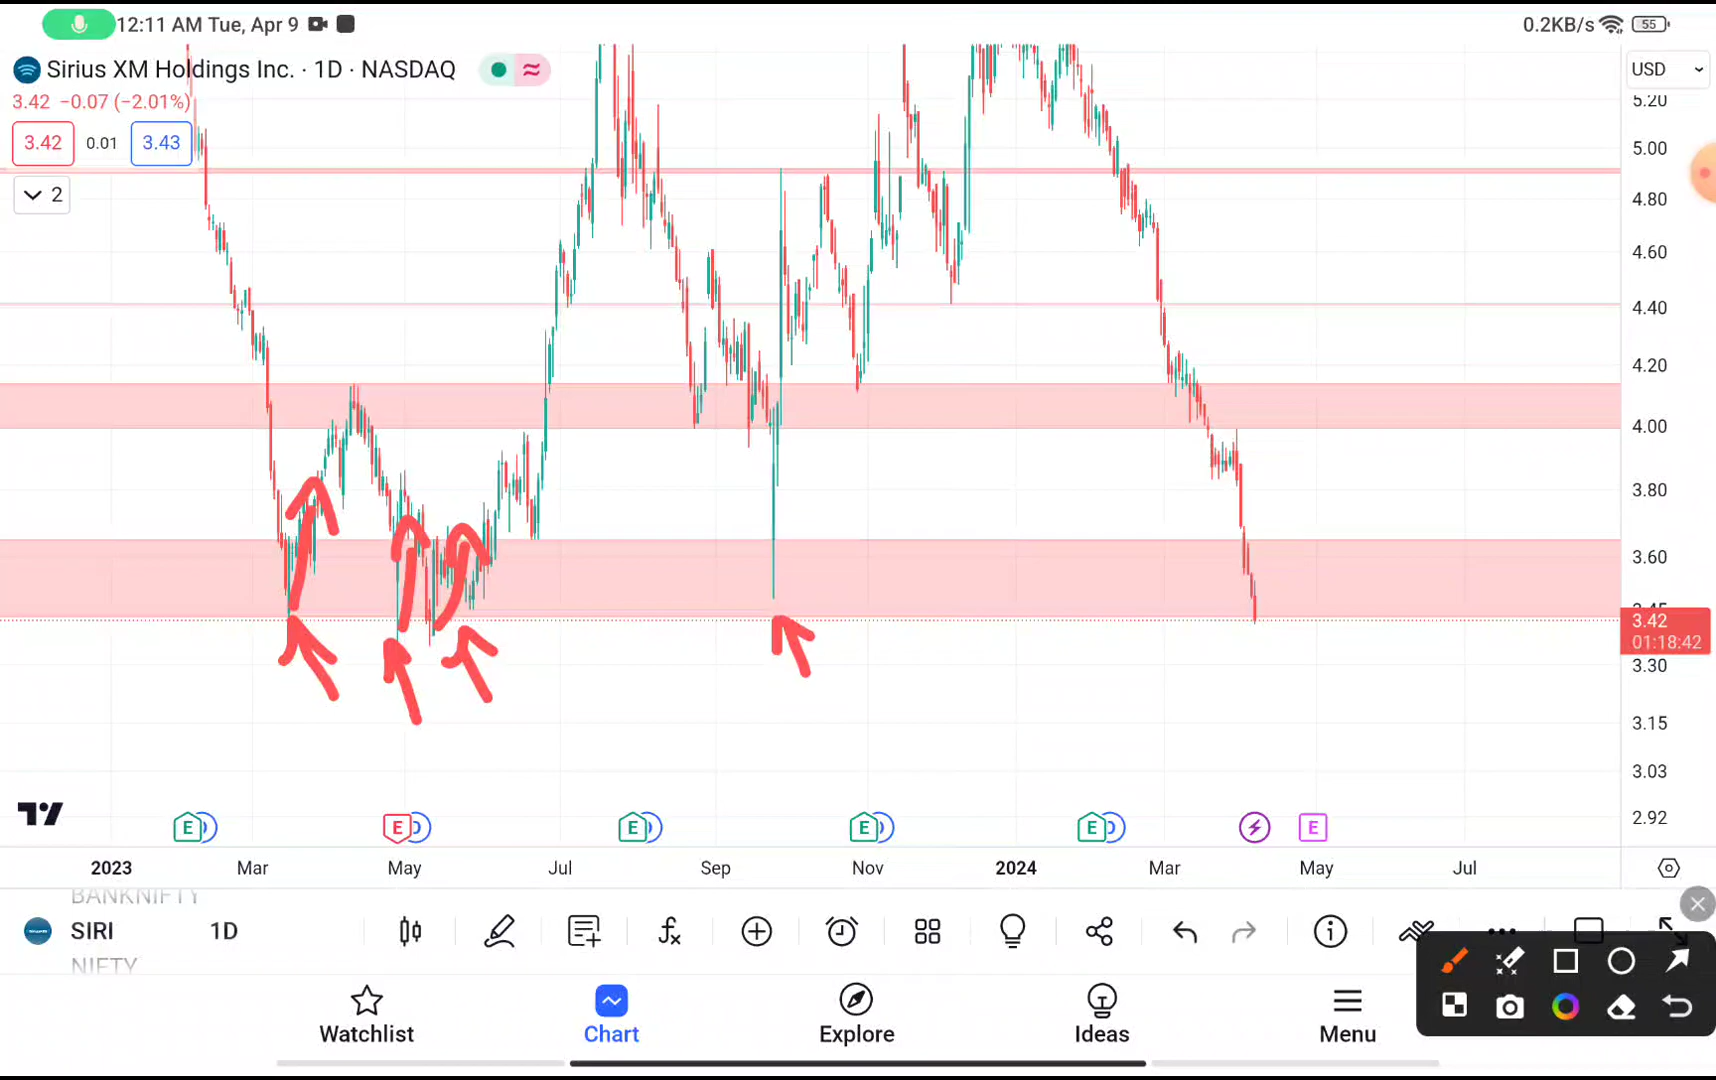 12:11 AM Tue, Apr 9
0.2KB/s
55
Sirius XM Holdings Inc. · 1D · NASDAQ
USD
3.42 −0.07 (−2.01%)
5.20
3.42 0.01 3.43
5.00
2
4.80
4.60
4.40
4.20
4.00
3.80
3.60
3.45
3.42
01:18:42
3.30
3.15
3.03
2.92
E D E D E D E D E D E
2023 Mar May Jul Sep Nov 2024 Mar May Jul
BANKNIFTY
SIRI 1D
NIFTY
Watchlist Chart Explore Ideas Menu